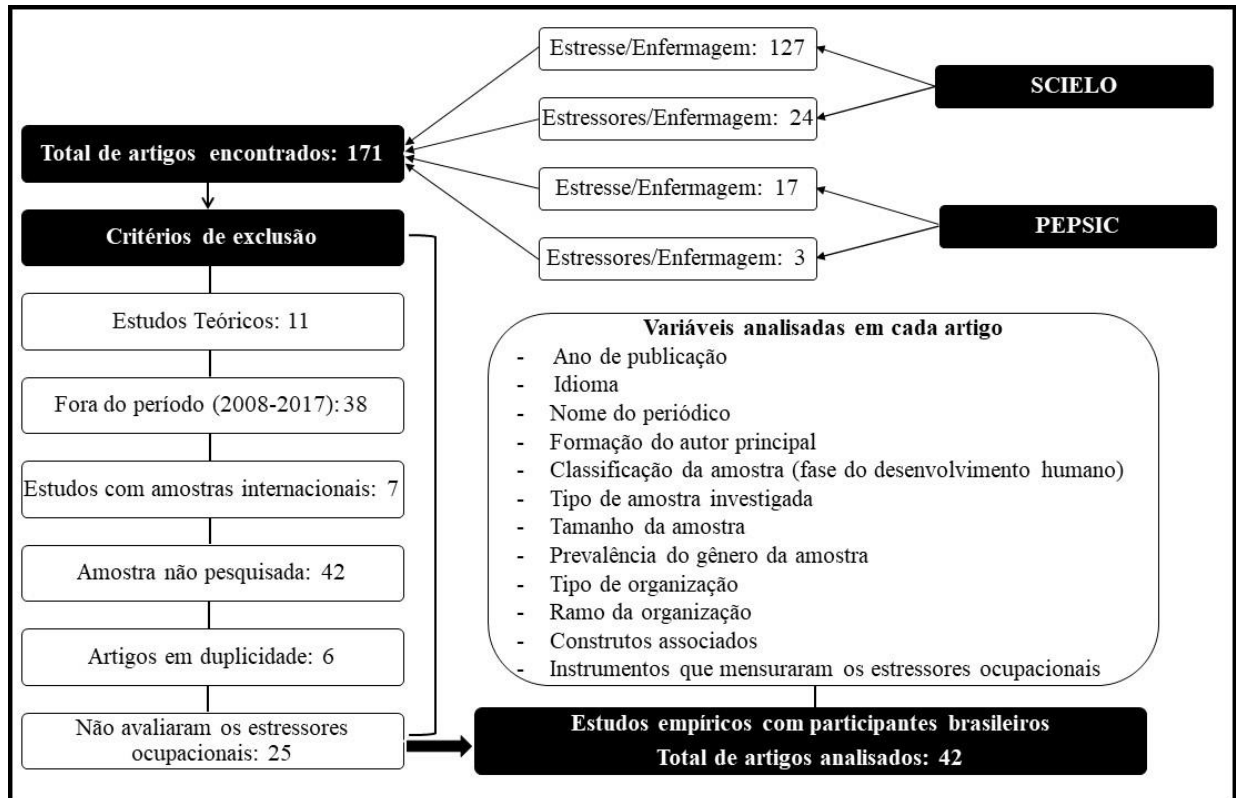 Estresse/Enfermagem: 127
SCIELO
Estressores/Enfermagem: 24
Total de artigos encontrados: 171
Estresse/Enfermagem: 17
PEPSIC
Estressores/Enfermagem: 3
Critérios de exclusão
Estudos Teóricos: 11
Fora do período (2008-2017): 38
Estudos com amostras internacionais: 7
Amostra não pesquisada: 42
Artigos em duplicidade: 6
Não avaliaram os estressores
ocupacionais: 25
Variáveis analisadas em cada artigo
- Ano de publicação
- Idioma
- Nome do periódico
- Formação do autor principal
- Classificação da amostra (fase do desenvolvimento humano)
- Tipo de amostra investigada
- Tamanho da amostra
- Prevalência do gênero da amostra
- Tipo de organização
- Ramo da organização
- Construtos associados
- Instrumentos que mensuraram os estressores ocupacionais
Estudos empíricos com participantes brasileiros
Total de artigos analisados: 42